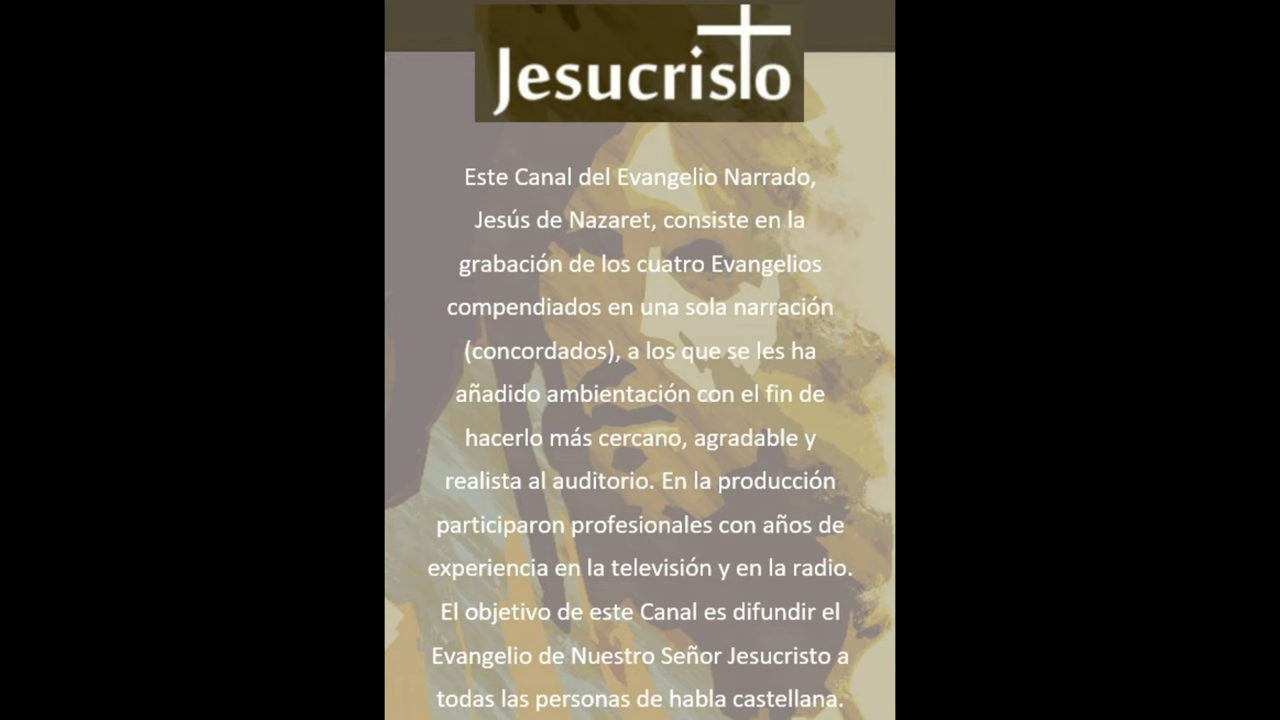 Jesucristo
Este Canal del Evangelio Narrado,
Jesús de Nazaret, consiste en la
grabación de los cuatro Evangelios
compendiados en una sola narración
(concordados), a los que se les ha
añadido ambientación con el fin de
hacerlo más cercano, agradable y
realista al auditorio. En la producción
participaron profesionales con años de
experiencia en la televisión y en la radio.
El objetivo de este Canal es difundir el
Evangelio de Nuestro Señor Jesucristo a
todas las personas de habla castellana.